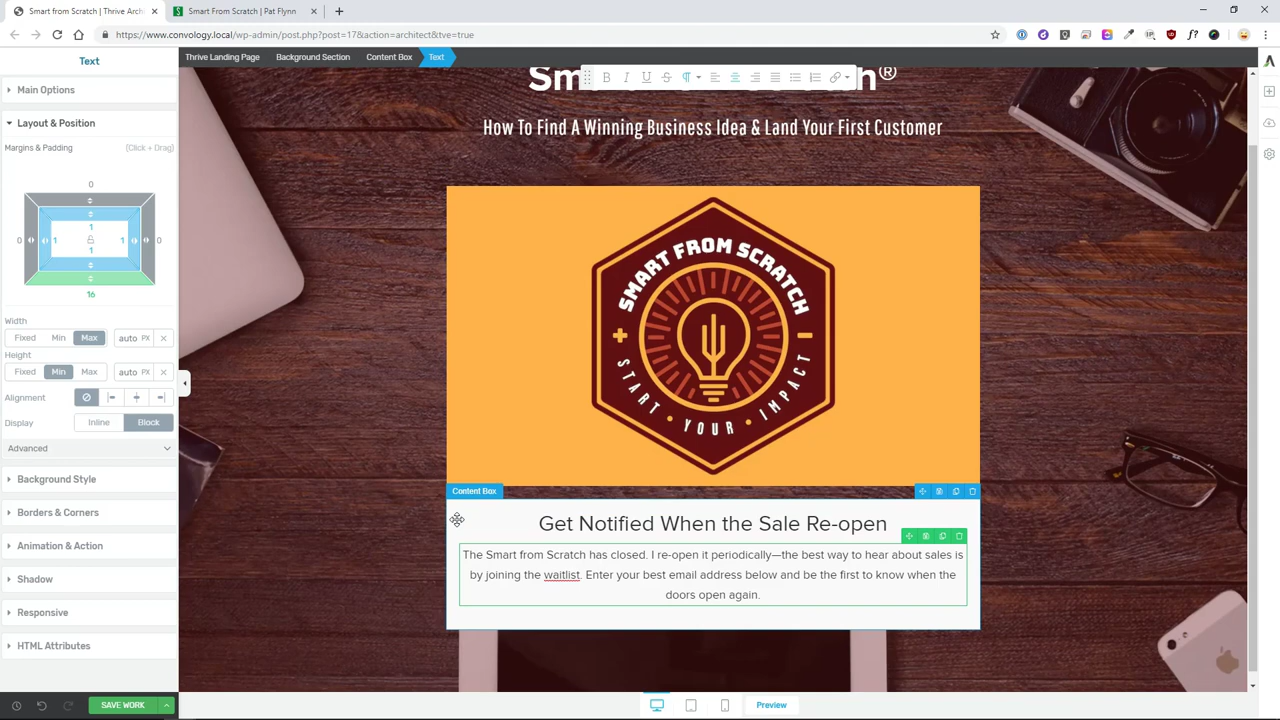 Smart From Scratch | Thrive Arc
Smart From Scratch | Pat Flynn
https://www.convology.local/wp-admin/post.php?post=17&action=architect&tve=true
Text
Thrive Landing Page
Background Section
Content Box
Text
Main Options
Layout & Position
Margins & Padding
(Click + Drag)
0
0
1
1
1
1
0
16
Width
Fixed
Min
Max
auto
PX
Height
Fixed
Min
Max
auto
PX
Alignment
Display
Inline
Block
Advanced
Background Style
Borders & Corners
Animation & Action
Shadow
Responsive
HTML Attributes
SAVE WORK
How To Find A Winning Business Idea & Land Your First Customer
SMART FROM SCRATCH
START • YOUR • IMPACT
Content Box
Get Notified When the Sale Re-open
The Smart from Scratch has closed. I re-open it periodically—the best way to hear about sales is
by joining the waitlist. Enter your best email address below and be the first to know when the
doors open again.
Preview